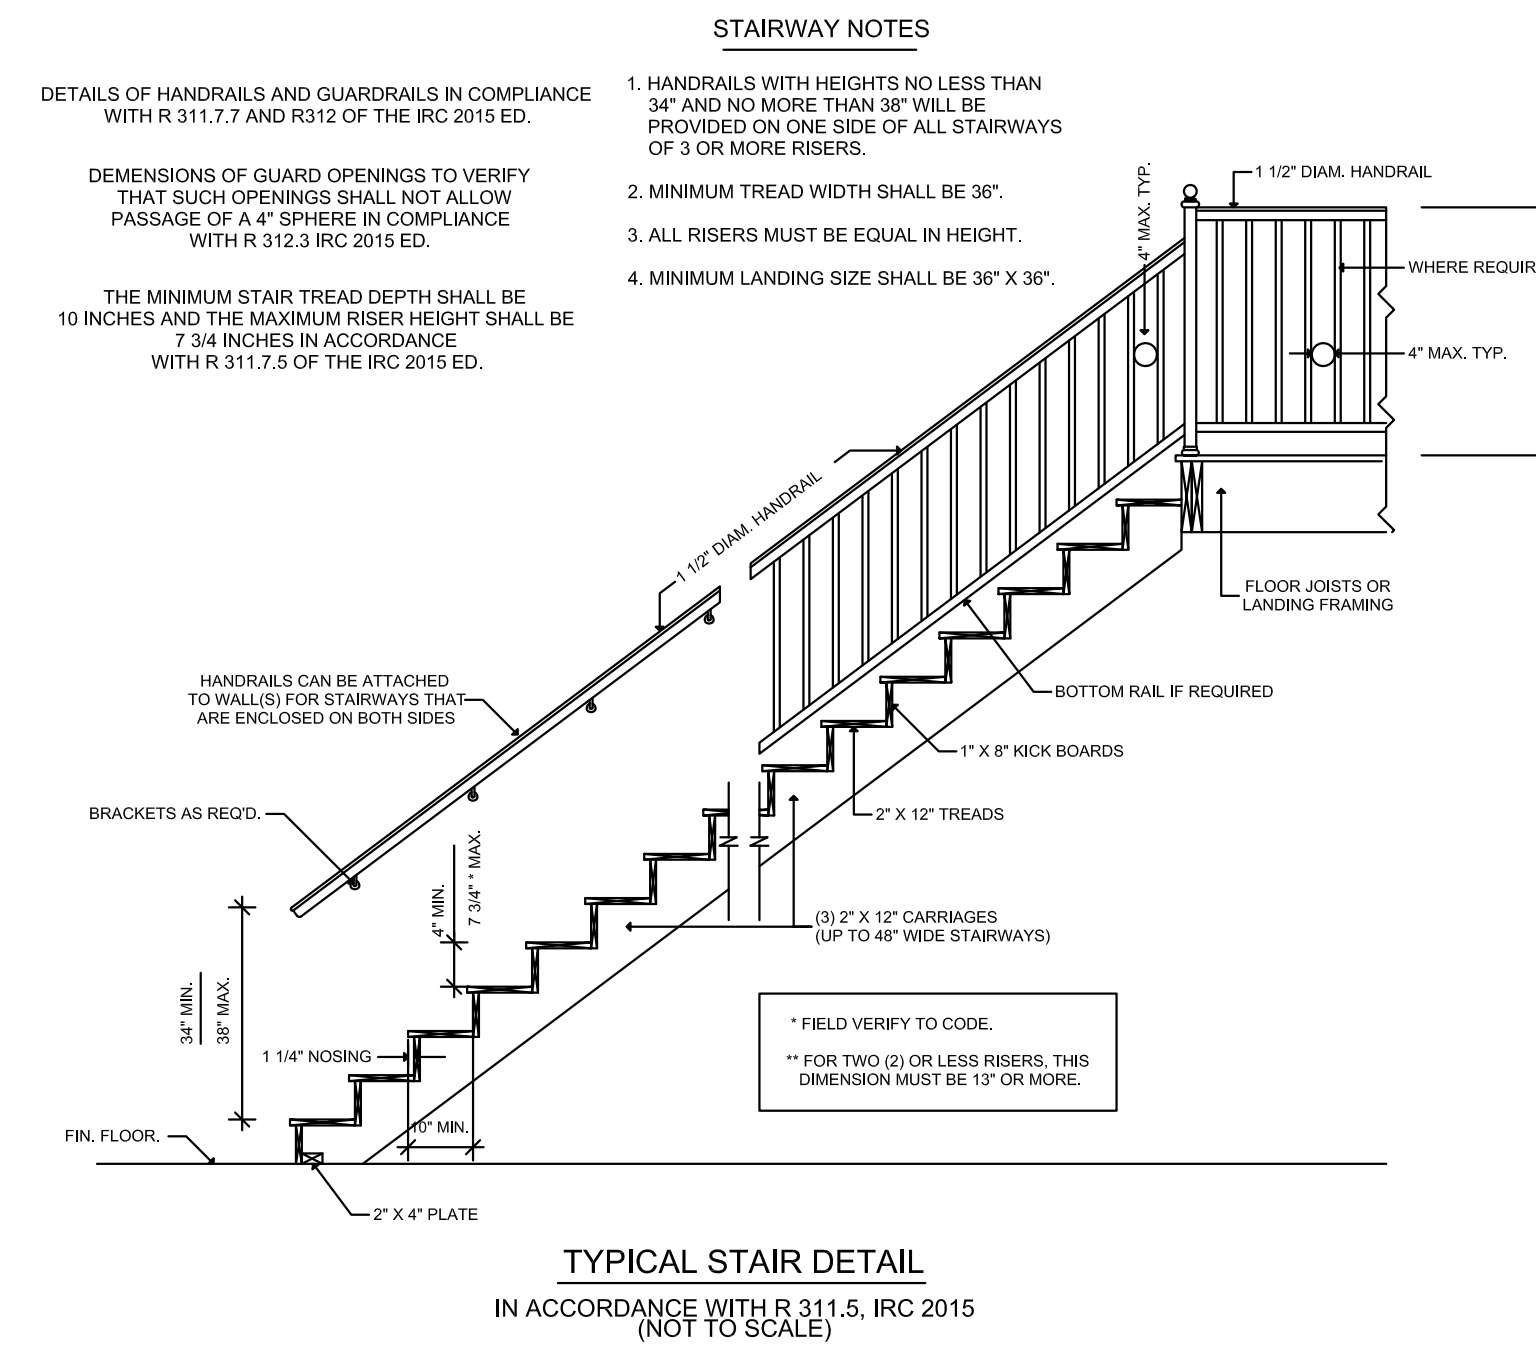 STAIRWAY NOTES
DETAILS OF HANDRAILS AND GUARDRAILS IN COMPLIANCE
WITH R 311.7.7 AND R312 OF THE IRC 2015 ED.
DEMENSIONS OF GUARD OPENINGS TO VERIFY
THAT SUCH OPENINGS SHALL NOT ALLOW
PASSAGE OF A 4" SPHERE IN COMPLIANCE
WITH R 312.3 IRC 2015 ED.
THE MINIMUM STAIR TREAD DEPTH SHALL BE
10 INCHES AND THE MAXIMUM RISER HEIGHT SHALL BE
7 3/4 INCHES IN ACCORDANCE
WITH R 311.7.5 OF THE IRC 2015 ED.
1. HANDRAILS WITH HEIGHTS NO LESS THAN
34" AND NO MORE THAN 38" WILL BE
PROVIDED ON ONE SIDE OF ALL STAIRWAYS
OF 3 OR MORE RISERS.
2. MINIMUM TREAD WIDTH SHALL BE 36".
3. ALL RISERS MUST BE EQUAL IN HEIGHT.
4. MINIMUM LANDING SIZE SHALL BE 36" X 36".
4" MAX. TYP.
1 1/2" DIAM. HANDRAIL
WHERE REQUIR
4" MAX. TYP.
1 1/2" DIAM. HANDRAIL
FLOOR JOISTS OR
LANDING FRAMING
HANDRAILS CAN BE ATTACHED
TO WALL(S) FOR STAIRWAYS THAT
ARE ENCLOSED ON BOTH SIDES
BOTTOM RAIL IF REQUIRED
1" X 8" KICK BOARDS
2" X 12" TREADS
BRACKETS AS REQ'D.
4" MIN.
7 3/4" * MAX.
(3) 2" X 12" CARRIAGES
(UP TO 48" WIDE STAIRWAYS)
34" MIN.
38" MAX.
1 1/4" NOSING
* FIELD VERIFY TO CODE.
** FOR TWO (2) OR LESS RISERS, THIS
DIMENSION MUST BE 13" OR MORE.
10" MIN.
FIN. FLOOR.
2" X 4" PLATE
TYPICAL STAIR DETAIL
IN ACCORDANCE WITH R 311.5, IRC 2015
(NOT TO SCALE)